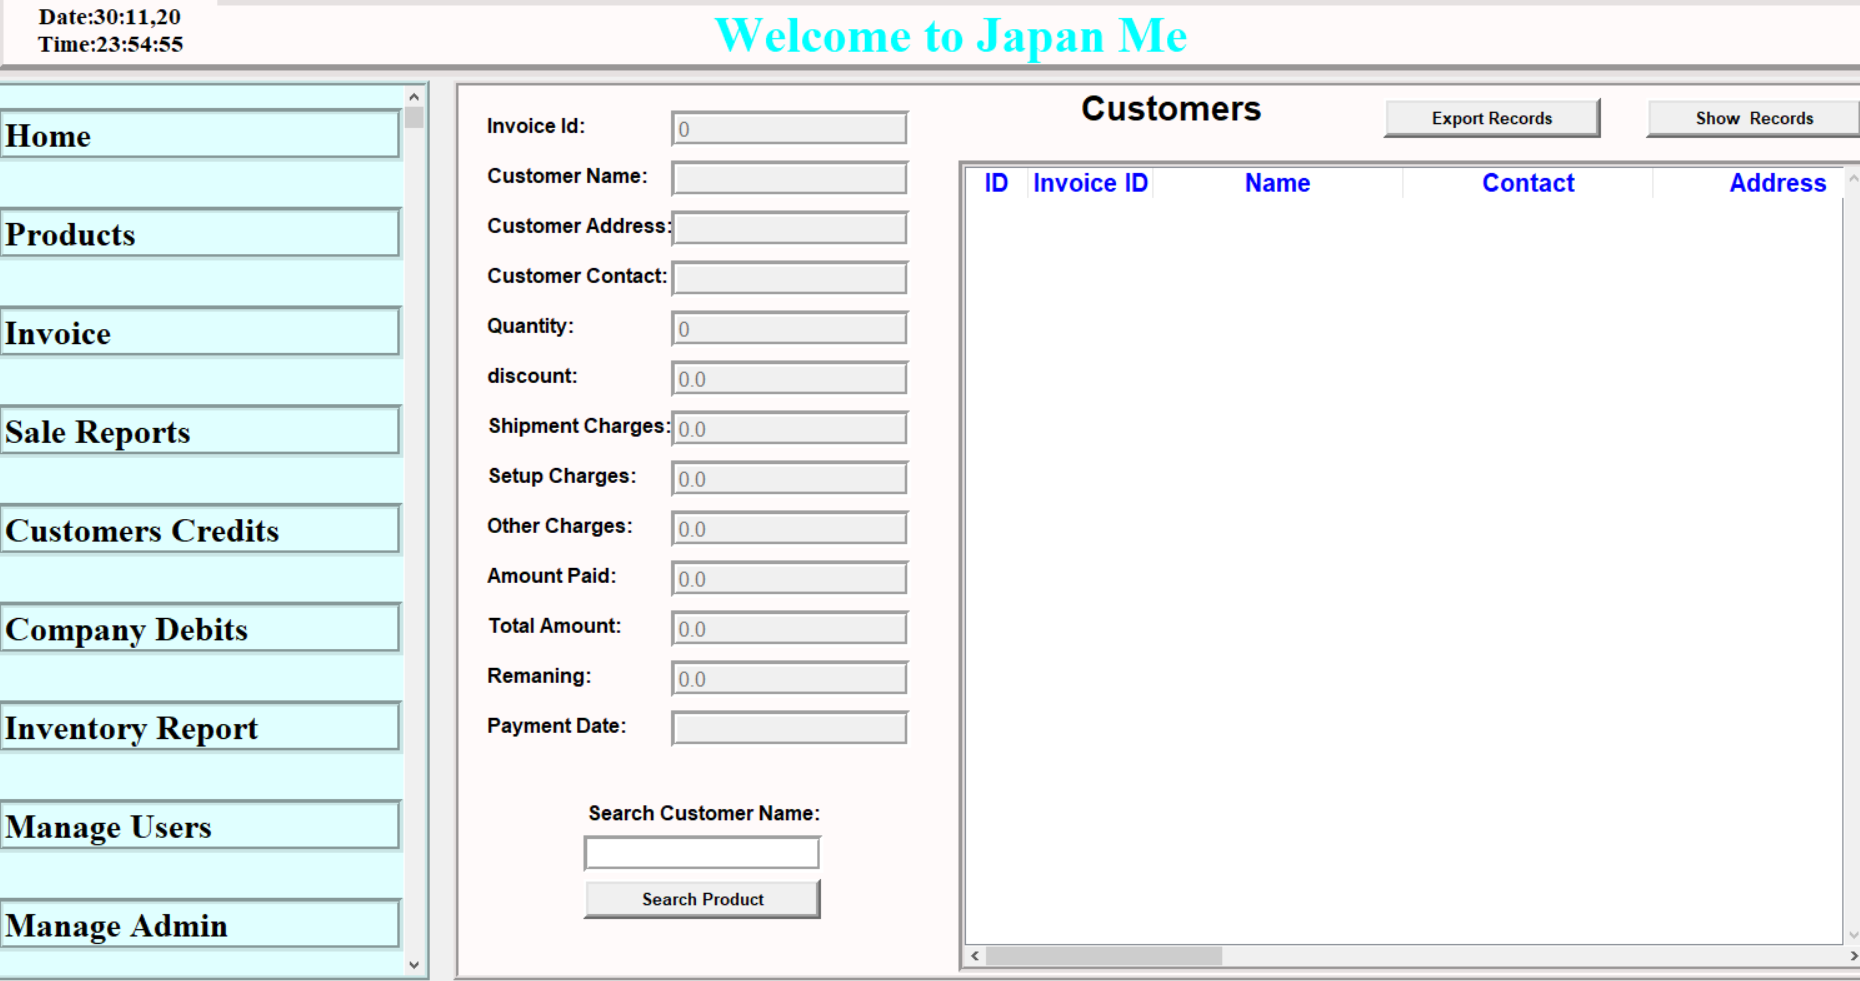 Date:30:11,20
Time:23:54:55
Welcome to Japan Me
Home
Products
Invoice
Sale Reports
Customers Credits
Company Debits
Inventory Report
Manage Users
Manage Admin
Invoice Id: 0
Customer Name:
Customer Address:
Customer Contact:
Quantity: 0
discount: 0.0
Shipment Charges: 0.0
Setup Charges: 0.0
Other Charges: 0.0
Amount Paid: 0.0
Total Amount: 0.0
Remaning: 0.0
Payment Date:
Search Customer Name:
Search Product
Customers
Export Records
Show Records
ID Invoice ID Name Contact Address